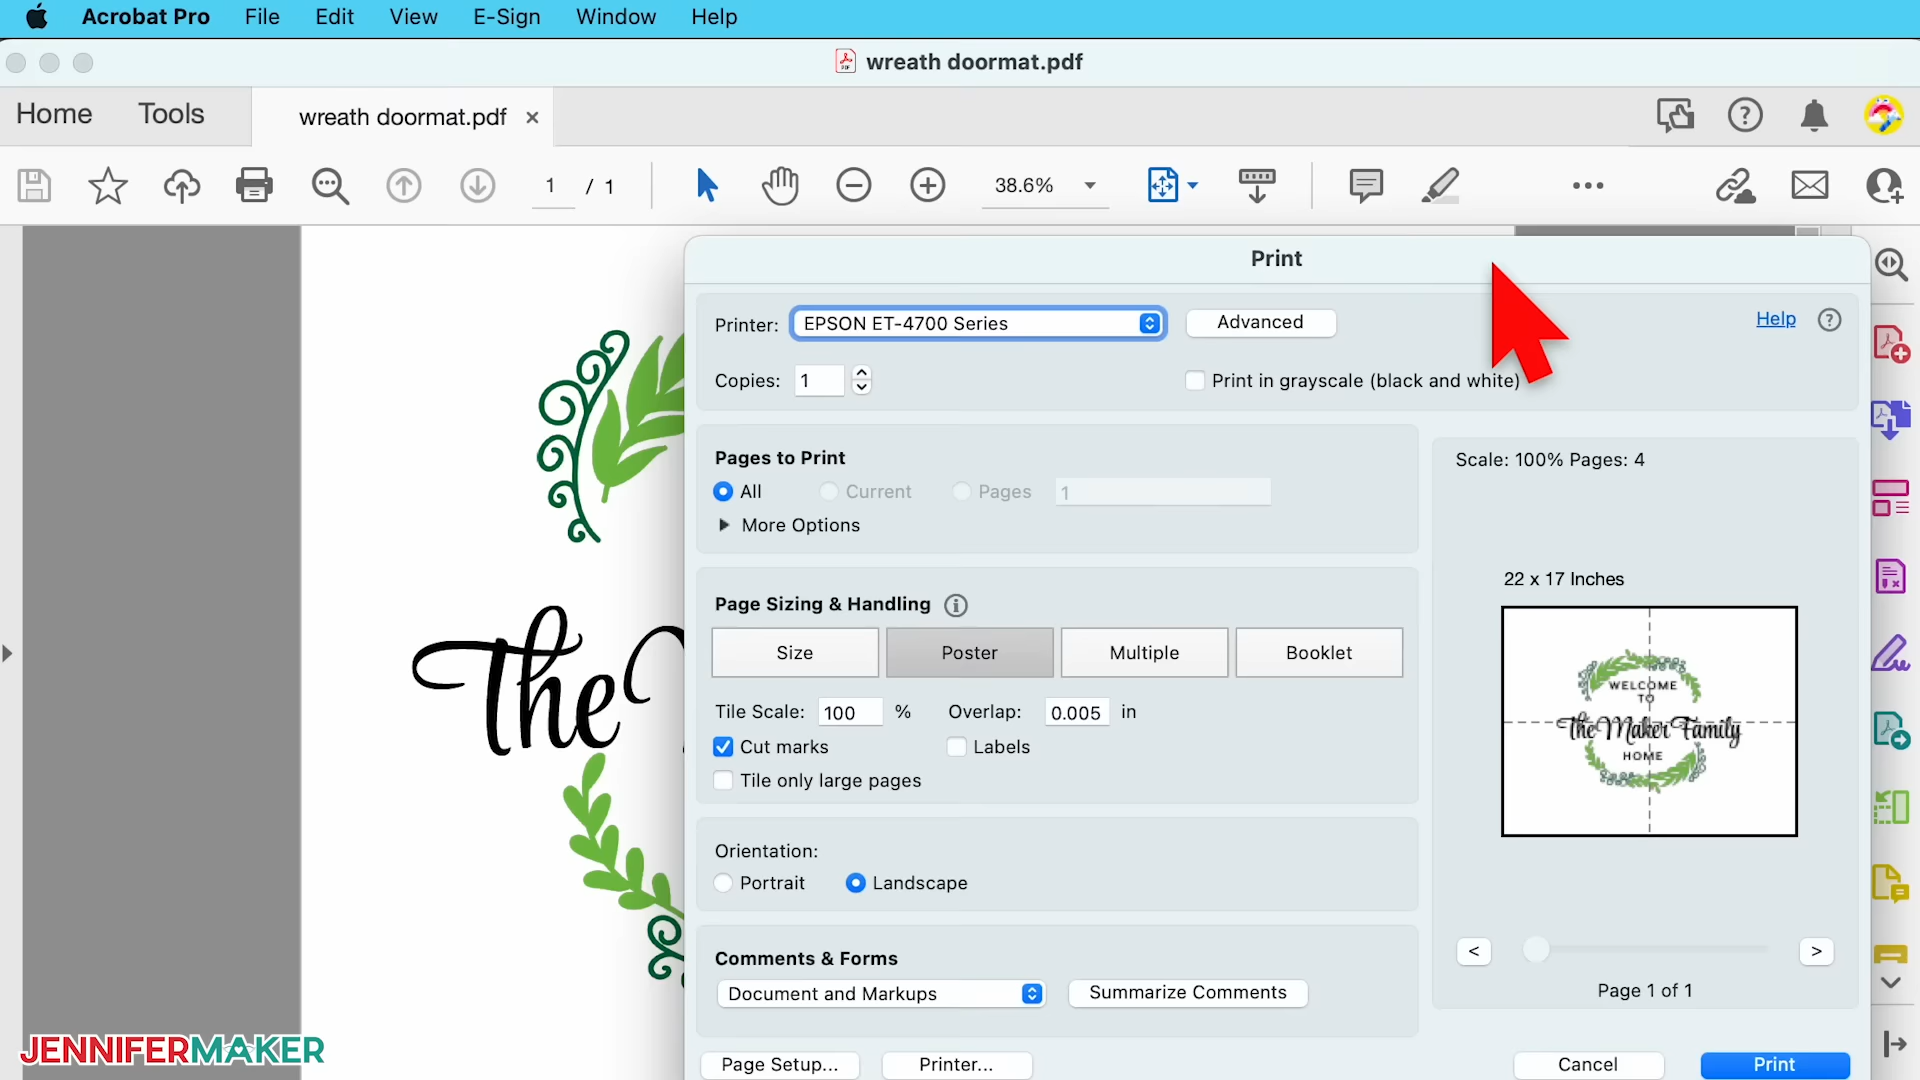 Acrobat Pro File Edit View E-Sign Window Help
wreath doormat.pdf
Home Tools wreath doormat.pdf ×
1 / 1 38.6%
Print
Printer: EPSON ET-4700 Series Advanced Help
Copies: 1 Print in grayscale (black and white)
Pages to Print
All Current Pages 1
More Options
Scale: 100% Pages: 4
Page Sizing & Handling
Size Poster Multiple Booklet
Tile Scale: 100 % Overlap: 0.005 in
Cut marks Labels
Tile only large pages
22 x 17 Inches
WELCOME
TO
The Maker Family
HOME
The
Orientation:
Portrait Landscape
Comments & Forms
Document and Markups Summarize Comments
< >
Page 1 of 1
Page Setup... Printer... Cancel Print
JENNIFERMAKER